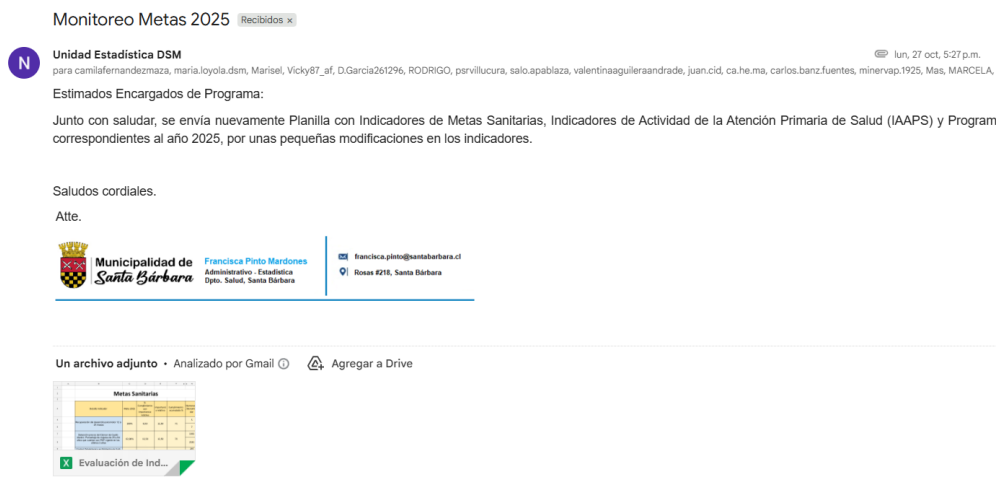 Monitoreo Metas 2025 Recibidos ×
N
Unidad Estadística DSM
lun, 27 oct, 5:27 p.m.
para camilafernandezmaza, maria.loyola.dsm, Marisel, Vicky87_af, D.Garcia261296, RODRIGO, psrvillucura, salo.apablaza, valentinaaguileraandrade, juan.cid, ca.he.ma, carlos.banz.fuentes, minervap.1925, Mas, MARCELA,
Estimados Encargados de Programa:
Junto con saludar, se envía nuevamente Planilla con Indicadores de Metas Sanitarias, Indicadores de Actividad de la Atención Primaria de Salud (IAAPS) y Program
correspondientes al año 2025, por unas pequeñas modificaciones en los indicadores.
Saludos cordiales.
Atte.
Municipalidad de
Santa Bárbara
Francisca Pinto Mardones
Administrativo - Estadística
Dpto. Salud, Santa Bárbara
francisca.pinto@santabarbara.cl
Rosas #218, Santa Bárbara
Un archivo adjunto • Analizado por Gmail
Agregar a Drive
Metas Sanitarias
X Evaluación de Ind...